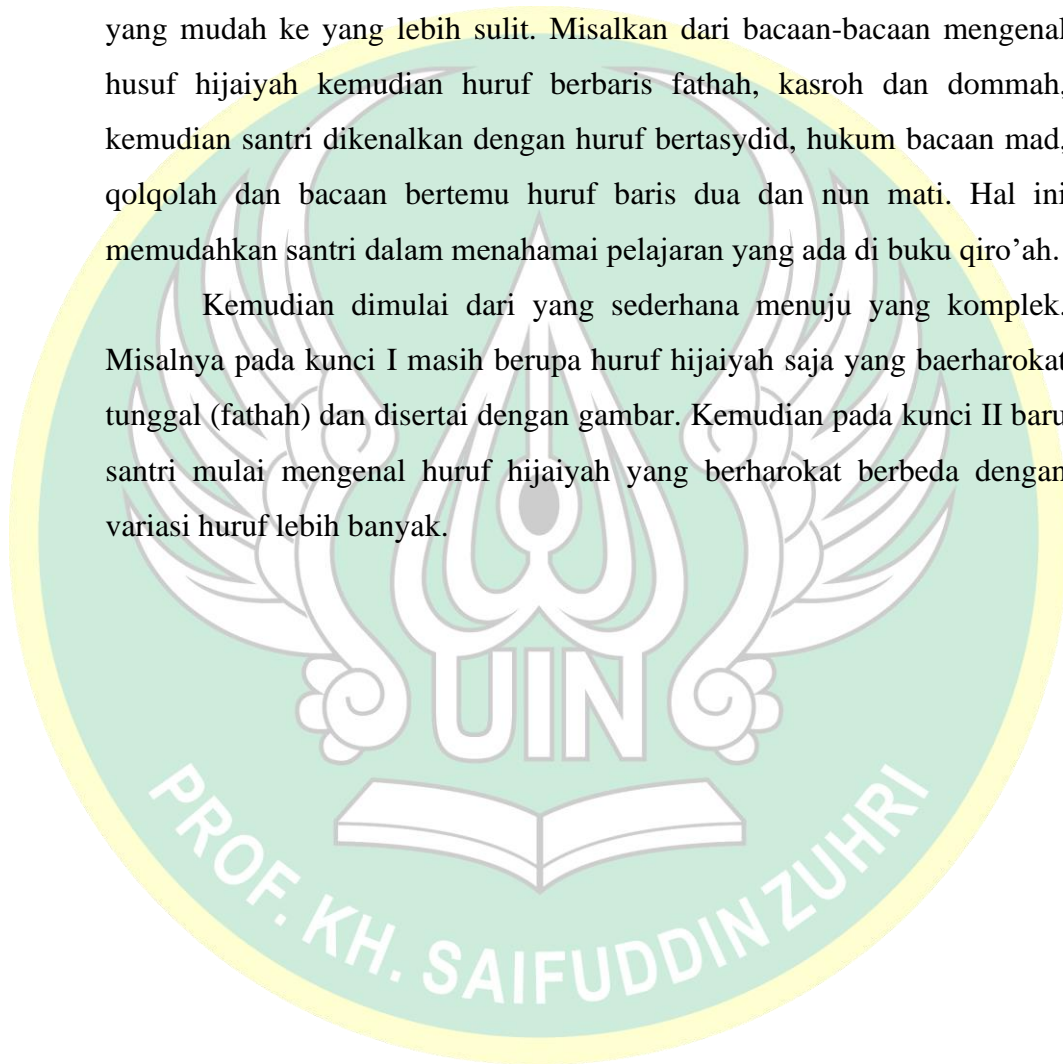 yang mudah ke yang lebih sulit. Misalkan dari bacaan-bacaan mengenal
husuf hijaiyah kemudian huruf berbaris fathah, kasroh dan dommah,
kemudian santri dikenalkan dengan huruf bertasydid, hukum bacaan mad,
qolqolah dan bacaan bertemu huruf baris dua dan nun mati. Hal ini
memudahkan santri dalam menahamai pelajaran yang ada di buku qiro’ah.
Kemudian dimulai dari yang sederhana menuju yang komplek.
Misalnya pada kunci I masih berupa huruf hijaiyah saja yang baerharokat
tunggal (fathah) dan disertai dengan gambar. Kemudian pada kunci II baru
santri mulai mengenal huruf hijaiyah yang berharokat berbeda dengan
variasi huruf lebih banyak.
UIN
PROF. KH. SAIFUDDIN ZUHRI